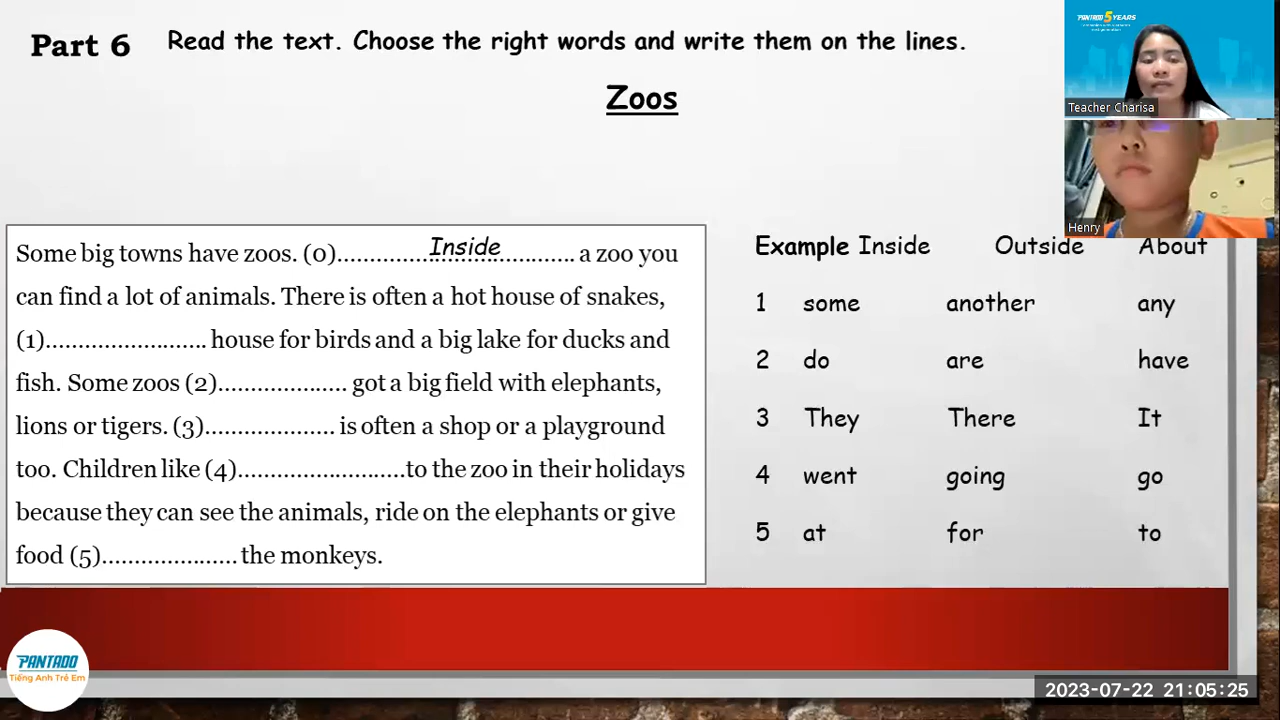 Part 6 Read the text. Choose the right words and write them on the lines.
Zoos
Some big towns have zoos. (0)....................Inside.................... a zoo you
can find a lot of animals. There is often a hot house of snakes,
(1)......................... house for birds and a big lake for ducks and
fish. Some zoos (2).................... got a big field with elephants,
lions or tigers. (3).................... is often a shop or a playground
too. Children like (4).........................to the zoo in their holidays
because they can see the animals, ride on the elephants or give
food (5)..................... the monkeys.
Example Inside Outside About
1 some another any
2 do are have
3 They There It
4 went going go
5 at for to
PANTADO 5 YEARS
Teacher Charisa
Henry
PANTADO
Tiếng Anh Trẻ Em
2023-07-22 21:05:25